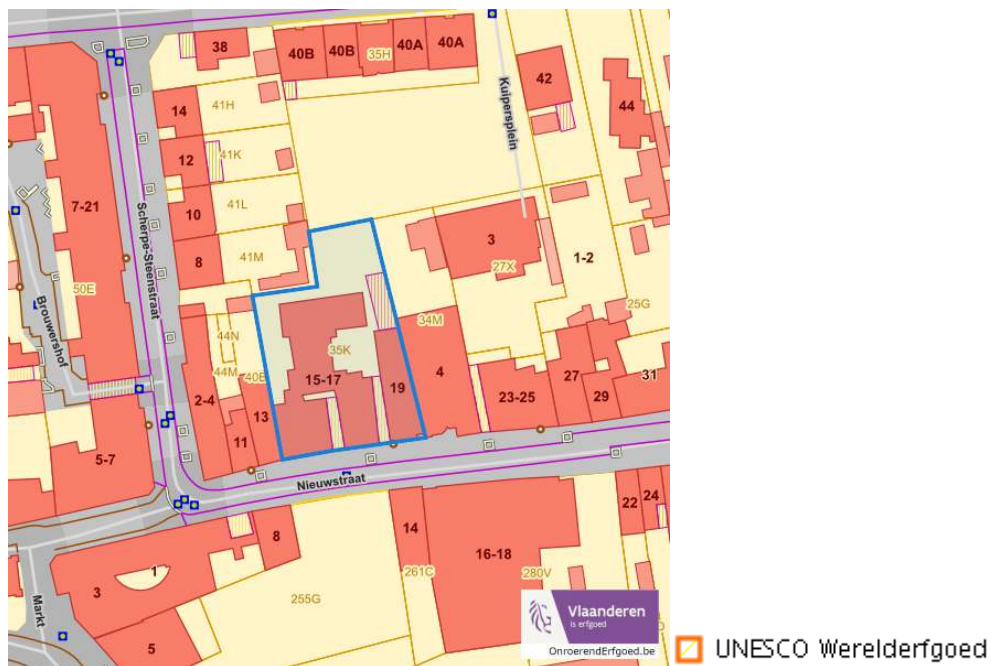 38
40B
40B
35H
40A
40A
42
44
Kuipersplein
14
41H
12
41K
7-21
Scherpe-Steenstraat
10
41L
8
41M
3
27X
1-2
50E
Brouwershof
25G
44N
34M
35K
44M
40E
15-17
19
4
27
31
2-4
13
23-25
29
11
5-7
Nieuwstraat
22
24
8
14
16-18
1
3
261C
280V
255G
Markt
5
Vlaanderen
is erfgoed
OnroerendErfgoed.be
UNESCO Werelderfgoed